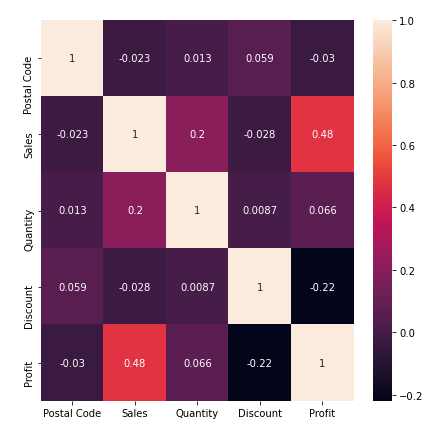 Postal Code 1 -0.023 0.013 0.059 -0.03
Sales -0.023 1 0.2 -0.028 0.48
Quantity 0.013 0.2 1 0.0087 0.066
Discount 0.059 -0.028 0.0087 1 -0.22
Profit -0.03 0.48 0.066 -0.22 1
Postal Code Sales Quantity Discount Profit
1.0
0.8
0.6
0.4
0.2
0.0
−0.2